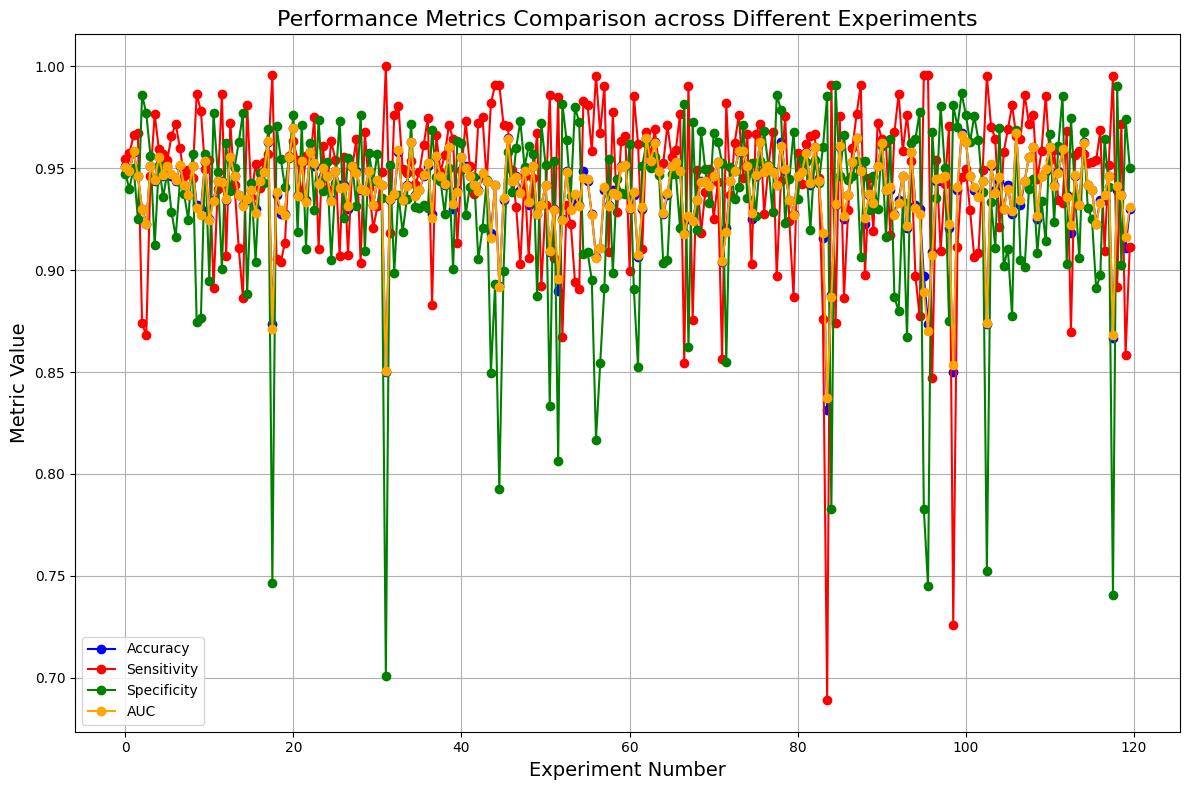 Performance Metrics Comparison across Different Experiments
Metric Value
1.00
0.95
0.90
0.85
0.80
0.75
0.70
Accuracy
Sensitivity
Specificity
AUC
0 20 40 60 80 100 120
Experiment Number